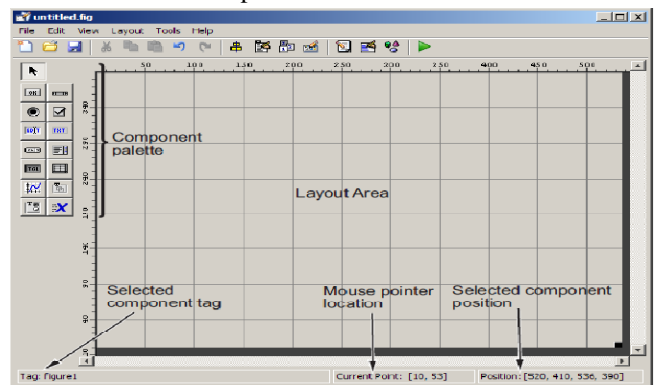 untitled.fig
File Edit View Layout Tools Help
50 100 150 200 250 300 350 400 450 500
Component
palette
Layout Area
Selected
component tag
Mouse pointer
location
Selected component
position
Tag: figure1
Current Point: [10, 53]
Position: [520, 410, 536, 390]